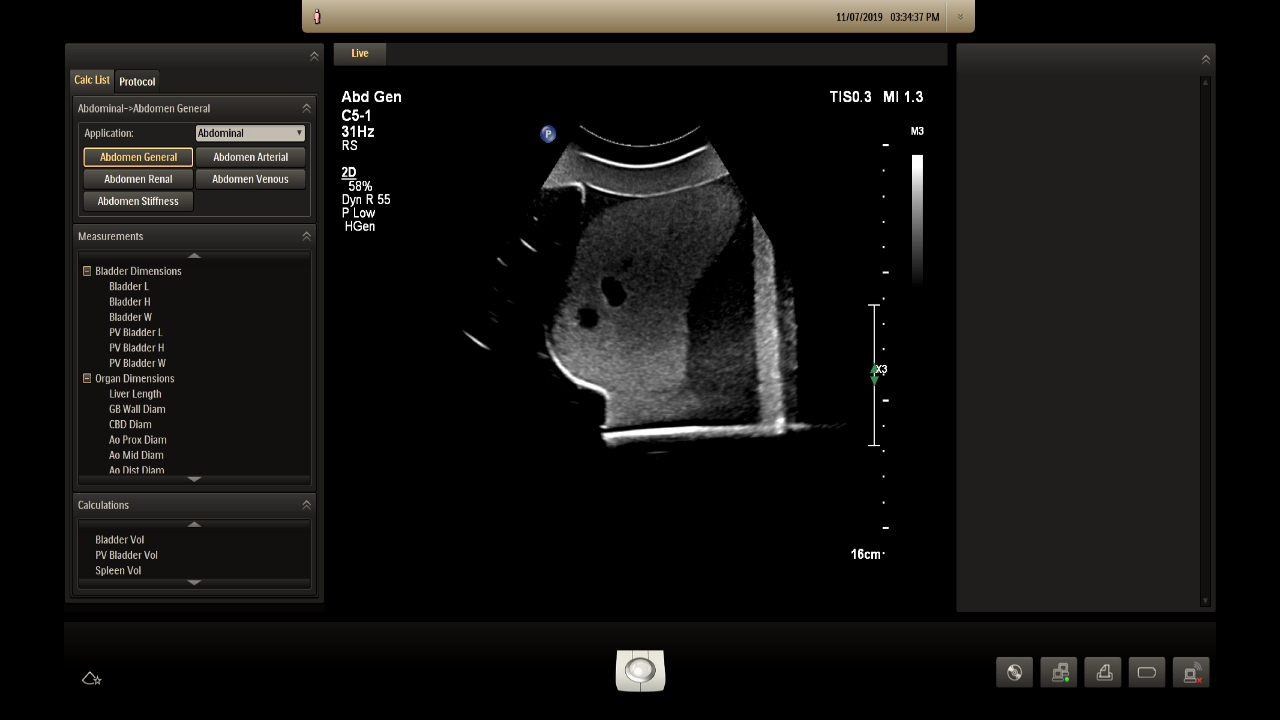 11/07/2019 03:34:37 PM
Live
Calc List Protocol
Abdominal->Abdomen General
Application: Abdominal
Abdomen General Abdomen Arterial
Abdomen Renal Abdomen Venous
Abdomen Stiffness
Measurements
Bladder Dimensions
Bladder L
Bladder H
Bladder W
PV Bladder L
PV Bladder H
PV Bladder W
Organ Dimensions
Liver Length
GB Wall Diam
CBD Diam
Ao Prox Diam
Ao Mid Diam
Ao Dist Diam
Calculations
Bladder Vol
PV Bladder Vol
Spleen Vol
Abd Gen
C5-1
31Hz
RS
2D
58%
Dyn R 55
P Low
HGen
P
TIS0.3 MI 1.3
M3
X3
16cm